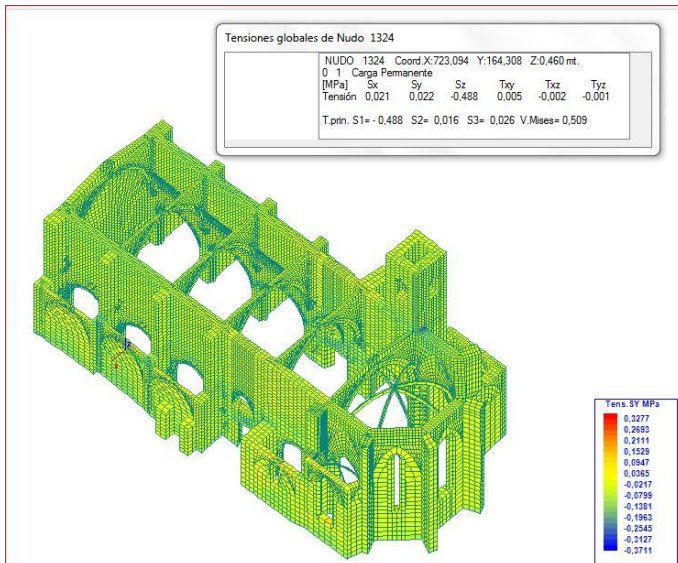 Tensiones globales de Nudo 1324
NUDO 1324 Coord.X:723,094 Y:164,308 Z:0,460 mt.
0 1 Carga Permanente
[MPa] Sx Sy Sz Txy Txz Tyz
Tensión 0,021 0,022 -0,488 0,005 -0,002 -0,001
T.prin. S1= - 0,488 S2= 0,016 S3= 0,026 V.Mises= 0,509
Tens.SY MPa
0,3277
0,2693
0,2111
0,1529
0,0947
0,0365
-0,0217
-0,0799
-0,1381
-0,1963
-0,2545
-0,3127
-0,3711